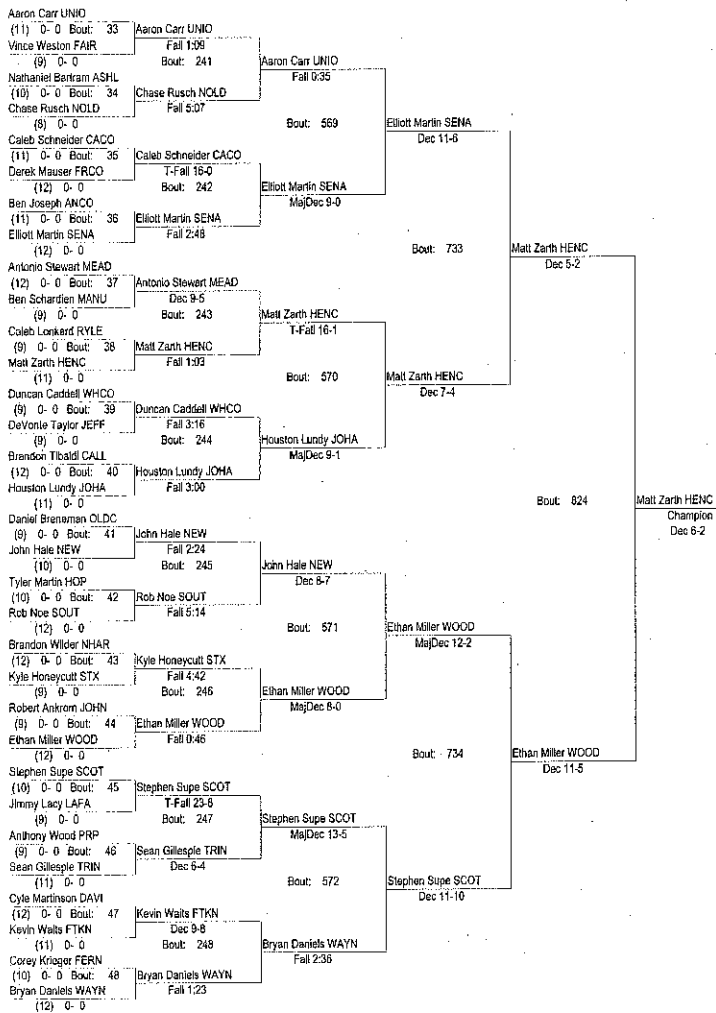 Aaron Carr UNIO
(11) 0- 0 Bout: 33
Vince Weston FAIR
(9) 0- 0
Nathaniel Bartram ASHL
(10) 0- 0 Bout: 34
Chase Rusch NOLD
(8) 0- 0
Caleb Schneider CACO
(11) 0- 0 Bout: 35
Derek Mauser FRCO
(12) 0- 0
Ben Joseph ANCO
(11) 0- 0 Bout: 36
Elliott Martin SENA
(12) 0- 0
Antonio Stewart MEAD
(12) 0- 0 Bout: 37
Ben Schardien MANU
(9) 0- 0
Caleb Lonkard RYLE
(9) 0- 0 Bout: 38
Matt Zarth HENC
(11) 0- 0
Duncan Caddell WHCO
(9) 0- 0 Bout: 39
DeVonte Taylor JEFF
(9) 0- 0
Brandon Tibaldi CALL
(12) 0- 0 Bout: 40
Houston Lundy JOHA
(11) 0- 0
Daniel Breneman OLDC
(9) 0- 0 Bout: 41
John Hale NEW
(10) 0- 0
Tyler Martin HOP
(10) 0- 0 Bout: 42
Rob Noe SOUT
(12) 0- 0
Brandon Wilder NHAR
(12) 0- 0 Bout: 43
Kyle Honeycutt STX
(9) 0- 0
Robert Ankrom JOHN
(9) 0- 0 Bout: 44
Ethan Miller WOOD
(12) 0- 0
Stephen Supe SCOT
(10) 0- 0 Bout: 45
Jimmy Lacy LAFA
(9) 0- 0
Anthony Wood PRP
(9) 0- 0 Bout: 46
Sean Gillespie TRIN
(11) 0- 0
Cyle Martinson DAVI
(12) 0- 0 Bout: 47
Kevin Waits FTKN
(11) 0- 0
Corey Krieger FERN
(10) 0- 0 Bout: 48
Bryan Daniels WAYN
(12) 0- 0
Aaron Carr UNIO
Fall 1:09
Bout: 241
Chase Rusch NOLD
Fall 5:07
Caleb Schneider CACO
T-Fall 16-0
Bout: 242
Elliott Martin SENA
Fall 2:48
Antonio Stewart MEAD
Dec 9-5
Bout: 243
Matt Zarth HENC
Fall 1:03
Duncan Caddell WHCO
Fall 3:16
Bout: 244
Houston Lundy JOHA
Fall 3:00
John Hale NEW
Fall 2:24
Bout: 245
Rob Noe SOUT
Fall 5:14
Kyle Honeycutt STX
Fall 4:42
Bout: 246
Ethan Miller WOOD
Fall 0:46
Stephen Supe SCOT
T-Fall 23-8
Bout: 247
Sean Gillespie TRIN
Dec 6-4
Kevin Waits FTKN
Dec 9-8
Bout: 248
Bryan Daniels WAYN
Fall 1:23
Aaron Carr UNIO
Fall 0:35
Bout: 569
Elliott Martin SENA
MajDec 9-0
Matt Zarth HENC
T-Fall 16-1
Bout: 570
Houston Lundy JOHA
MajDec 9-1
John Hale NEW
Dec 8-7
Bout: 571
Ethan Miller WOOD
MajDec 8-0
Stephen Supe SCOT
MajDec 13-5
Bout: 572
Bryan Daniels WAYN
Fall 2:36
Elliott Martin SENA
Dec 11-6
Bout: 733
Matt Zarth HENC
Dec 7-4
Ethan Miller WOOD
MajDec 12-2
Bout: 734
Stephen Supe SCOT
Dec 11-10
Matt Zarth HENC
Dec 5-2
Bout: 824
Ethan Miller WOOD
Dec 11-5
Matt Zarth HENC
Champion
Dec 6-2